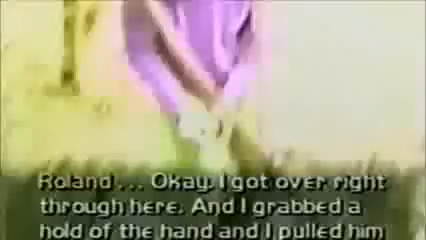 Roland ... Okay. I got over right
through here. And I grabbed a
hold of the hand and I pulled him